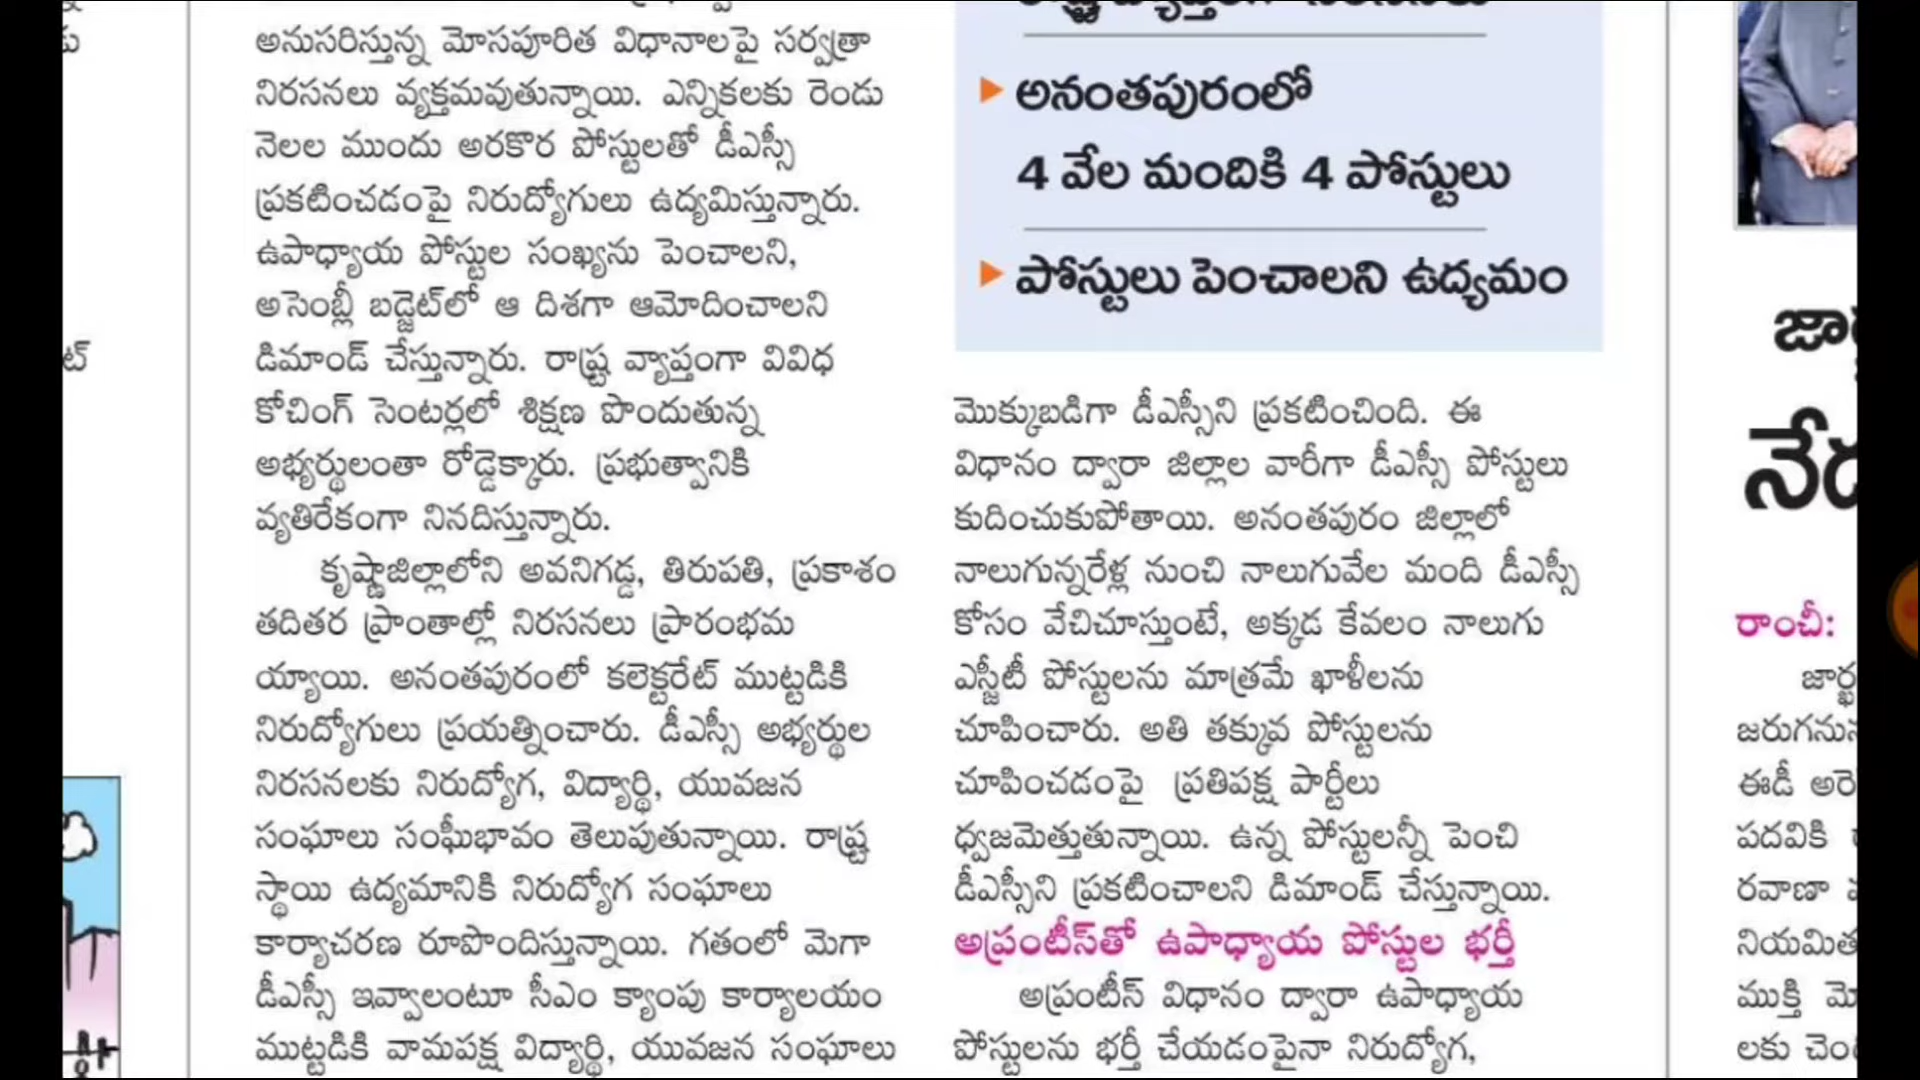 అనుసరిస్తున్న మోసపూరిత విధానాలపై సర్వత్రా
నిరసనలు వ్యక్తమవుతున్నాయి. ఎన్నికలకు రెండు
నెలల ముందు అరకొర పోస్టులతో డీఎస్సీ
ప్రకటించడంపై నిరుద్యోగులు ఉద్యమిస్తున్నారు.
ఉపాధ్యాయ పోస్టుల సంఖ్యను పెంచాలని,
అసెంబ్లీ బడ్జెట్‌లో ఆ దిశగా ఆమోదించాలని
డిమాండ్ చేస్తున్నారు. రాష్ట్ర వ్యాప్తంగా వివిధ
కోచింగ్ సెంటర్లలో శిక్షణ పొందుతున్న
అభ్యర్థులంతా రోడ్డెక్కారు. ప్రభుత్వానికి
వ్యతిరేకంగా నినదిస్తున్నారు.
కృష్ణాజిల్లాలోని అవనిగడ్డ, తిరుపతి, ప్రకాశం
తదితర ప్రాంతాల్లో నిరసనలు ప్రారంభమ
య్యాయి. అనంతపురంలో కలెక్టరేట్ ముట్టడికి
నిరుద్యోగులు ప్రయత్నించారు. డీఎస్సీ అభ్యర్థుల
నిరసనలకు నిరుద్యోగ, విద్యార్థి, యువజన
సంఘాలు సంఘీభావం తెలుపుతున్నాయి. రాష్ట్ర
స్థాయి ఉద్యమానికి నిరుద్యోగ సంఘాలు
కార్యాచరణ రూపొందిస్తున్నాయి. గతంలో మెగా
డీఎస్సీ ఇవ్వాలంటూ సీఎం క్యాంపు కార్యాలయం
ముట్టడికి వామపక్ష విద్యార్థి, యువజన సంఘాలు
అనంతపురంలో
4 వేల మందికి 4 పోస్టులు
పోస్టులు పెంచాలని ఉద్యమం
మొక్కుబడిగా డీఎస్సీని ప్రకటించింది. ఈ
విధానం ద్వారా జిల్లాల వారీగా డీఎస్సీ పోస్టులు
కుదించుకుపోతాయి. అనంతపురం జిల్లాలో
నాలుగున్నరేళ్ల నుంచి నాలుగువేల మంది డీఎస్సీ
కోసం వేచిచూస్తుంటే, అక్కడ కేవలం నాలుగు
ఎస్జీటీ పోస్టులను మాత్రమే ఖాళీలను
చూపించారు. అతి తక్కువ పోస్టులను
చూపించడంపై ప్రతిపక్ష పార్టీలు
ధ్వజమెత్తుతున్నాయి. ఉన్న పోస్టులన్నీ పెంచి
డీఎస్సీని ప్రకటించాలని డిమాండ్ చేస్తున్నాయి.
అప్రంటీస్‌తో ఉపాధ్యాయ పోస్టుల భర్తీ
అప్రంటీస్ విధానం ద్వారా ఉపాధ్యాయ
పోస్టులను భర్తీ చేయడంపైనా నిరుద్యోగ,
రాంచీ:
ఈడీ
పదవికి
రవాణా
ముక్తి
లకు